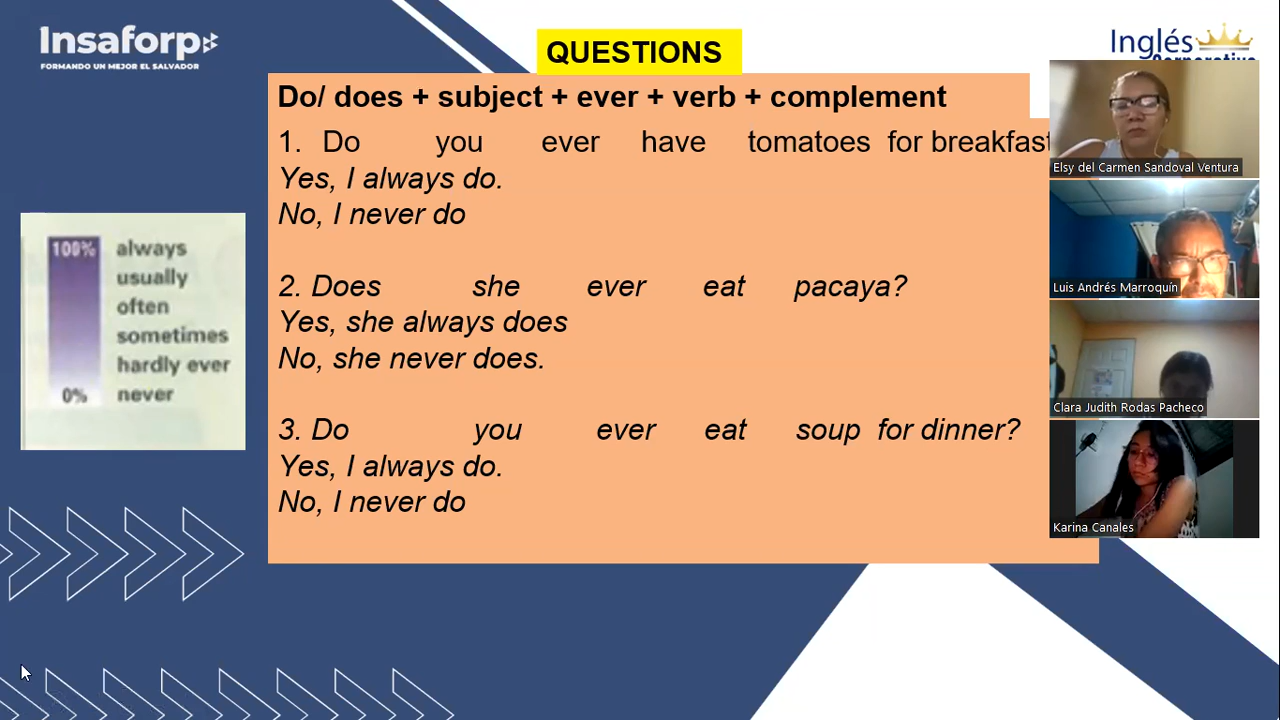 Insaforp
FORMANDO UN MEJOR EL SALVADOR
QUESTIONS
Inglés
Do/ does + subject + ever + verb + complement
1. Do you ever have tomatoes for breakfast
Yes, I always do.
No, I never do
2. Does she ever eat pacaya?
Yes, she always does
No, she never does.
3. Do you ever eat soup for dinner?
Yes, I always do.
No, I never do
100% always
usually
often
sometimes
hardly ever
0% never
Elsy del Carmen Sandoval Ventura
Luis Andrés Marroquín
Clara Judith Rodas Pacheco
Karina Canales